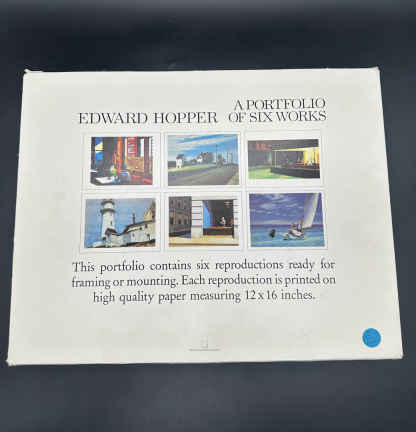 EDWARD HOPPER
A PORTFOLIO
OF SIX WORKS
This portfolio contains six reproductions ready for
framing or mounting. Each reproduction is printed on
high quality paper measuring 12 x 16 inches.